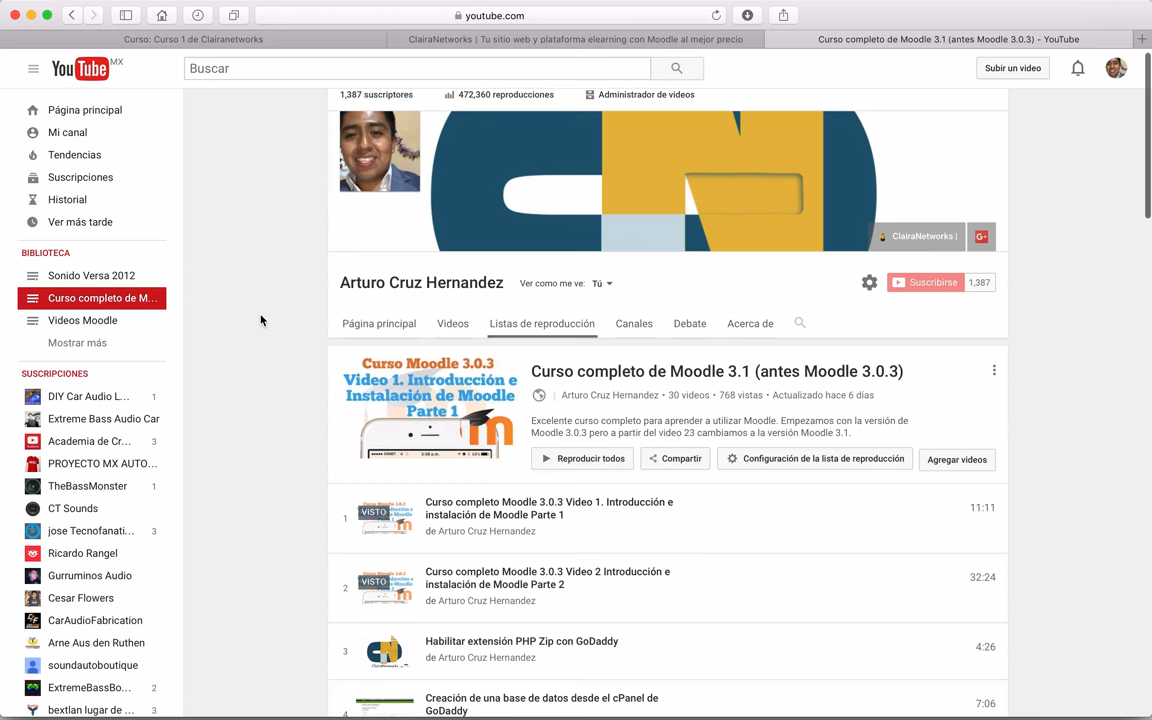 youtube.com
Curso: Curso 1 de Clairanetworks
ClairaNetworks | Tu sitio web y plataforma elearning con Moodle al mejor precio
Curso completo de Moodle 3.1 (antes Moodle 3.0.3) - YouTube
YouTube MX
Buscar
Subir un video
1,387 suscriptores
472,360 reproducciones
Administrador de videos
Página principal
Mi canal
Tendencias
Suscripciones
Historial
Ver más tarde
BIBLIOTECA
Sonido Versa 2012
Curso completo de M...
Videos Moodle
Mostrar más
SUSCRIPCIONES
DIY Car Audio L... 1
Extreme Bass Audio Car
Academia de Cr... 3
PROYECTO MX AUTO...
TheBassMonster 1
CT Sounds
jose Tecnofanati... 3
Ricardo Rangel
Gurruminos Audio
Cesar Flowers
CarAudioFabrication
Arne Aus den Ruthen
soundautoboutique
ExtremeBassBo... 2
bextlan lugar de ... 3
ClairaNetworks |
Arturo Cruz Hernandez
Ver como me ve: Tú
Suscribirse 1,387
Página principal
Videos
Listas de reproducción
Canales
Debate
Acerca de
Curso Moodle 3.0.3
Video 1. Introducción e
instalación de Moodle
Parte 1
Curso completo de Moodle 3.1 (antes Moodle 3.0.3)
Arturo Cruz Hernandez • 30 videos • 768 vistas • Actualizado hace 6 días
Excelente curso completo para aprender a utilizar Moodle. Empezamos con la versión de
Moodle 3.0.3 pero a partir del video 23 cambiamos a la versión Moodle 3.1.
Reproducir todos
Compartir
Configuración de la lista de reproducción
Agregar videos
1
VISTO
Curso completo Moodle 3.0.3 Video 1. Introducción e
instalación de Moodle Parte 1
de Arturo Cruz Hernandez
11:11
2
VISTO
Curso completo Moodle 3.0.3 Video 2 Introducción e
instalación de Moodle Parte 2
de Arturo Cruz Hernandez
32:24
3
Habilitar extensión PHP Zip con GoDaddy
de Arturo Cruz Hernandez
4:26
4
Creación de una base de datos desde el cPanel de
GoDaddy
7:06